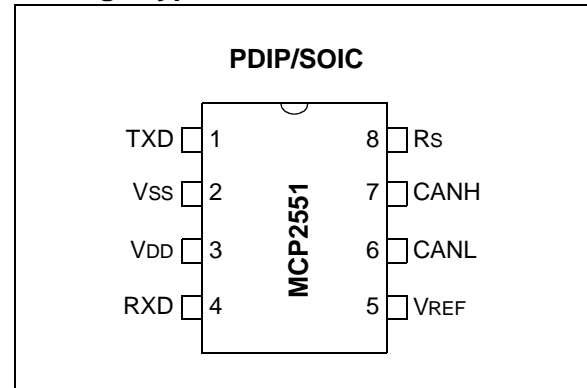 PDIP/SOIC
TXD 1 8 RS
VSS 2 7 CANH
VDD 3 6 CANL
RXD 4 5 VREF
MCP2551